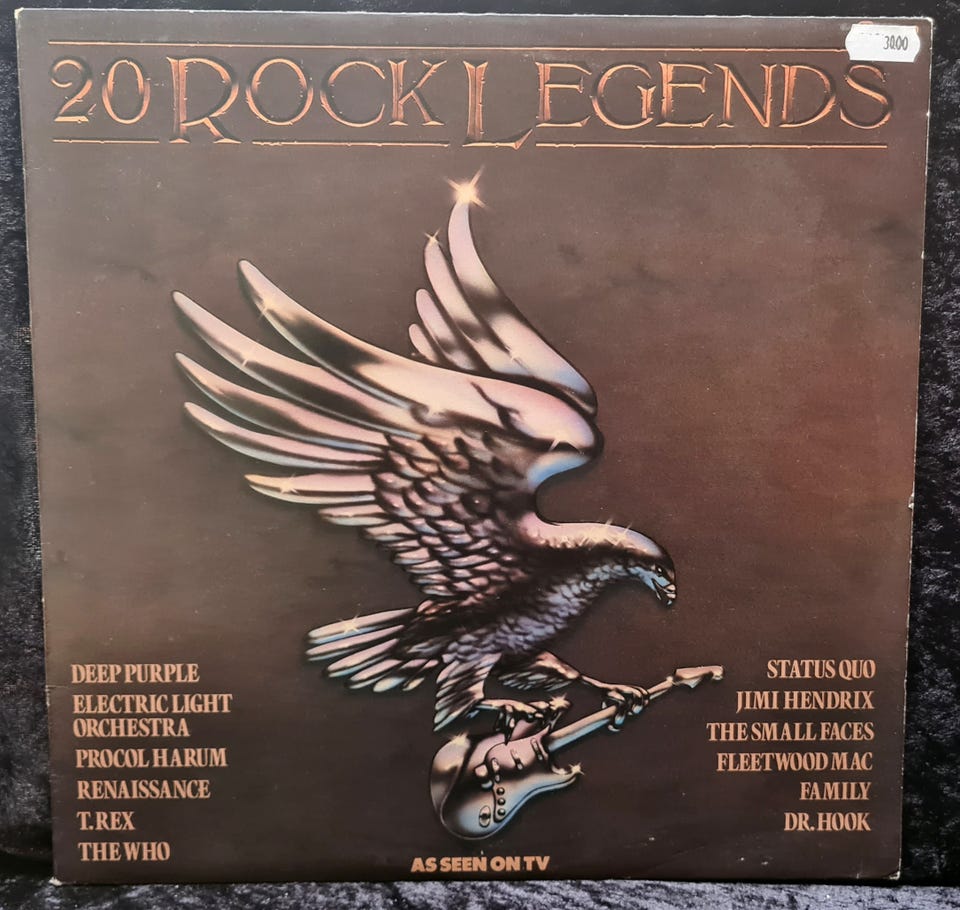 20 ROCK LEGENDS
3000
DEEP PURPLE
ELECTRIC LIGHT
ORCHESTRA
PROCOL HARUM
RENAISSANCE
T. REX
THE WHO
STATUS QUO
JIMI HENDRIX
THE SMALL FACES
FLEETWOOD MAC
FAMILY
DR. HOOK
AS SEEN ON TV